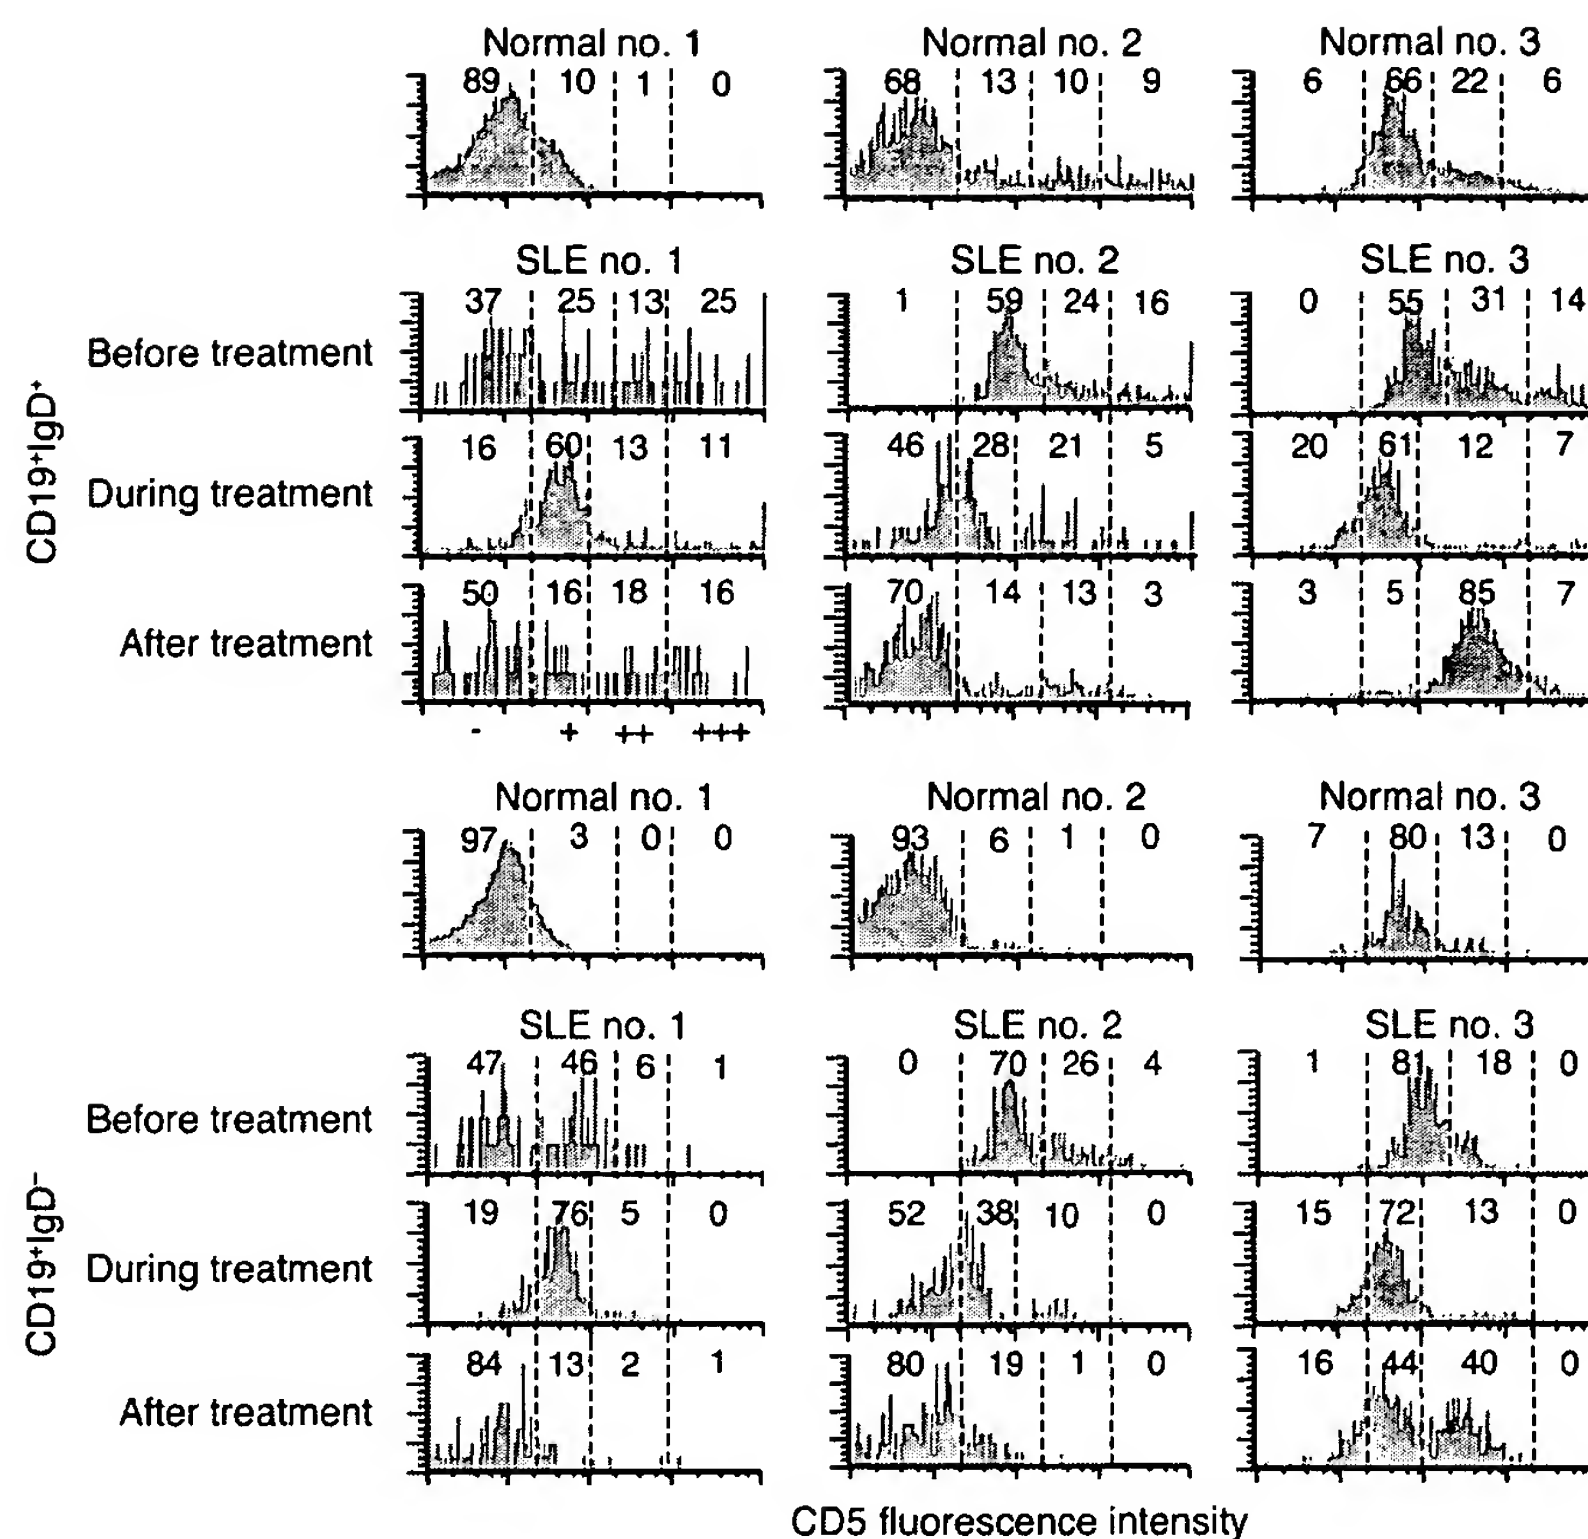 Normal no. 1 Normal no. 2 Normal no. 3
89 10 1 0 68 13 10 9 6 66 22 6
SLE no. 1 SLE no. 2 SLE no. 3
37 25 13 25 1 59 24 16 0 55 31 14
Before treatment
16 60 13 11 46 28 21 5 20 61 12 7
During treatment
50 16 18 16 70 14 13 3 3 5 85 7
After treatment
CD19⁺IgD⁺
- + ++ +++
Normal no. 1 Normal no. 2 Normal no. 3
97 3 0 0 93 6 1 0 7 80 13 0
SLE no. 1 SLE no. 2 SLE no. 3
47 46 6 1 0 70 26 4 1 81 18 0
Before treatment
19 76 5 0 52 38 10 0 15 72 13 0
During treatment
84 13 2 1 80 19 1 0 16 44 40 0
After treatment
CD19⁺IgD⁻
CD5 fluorescence intensity